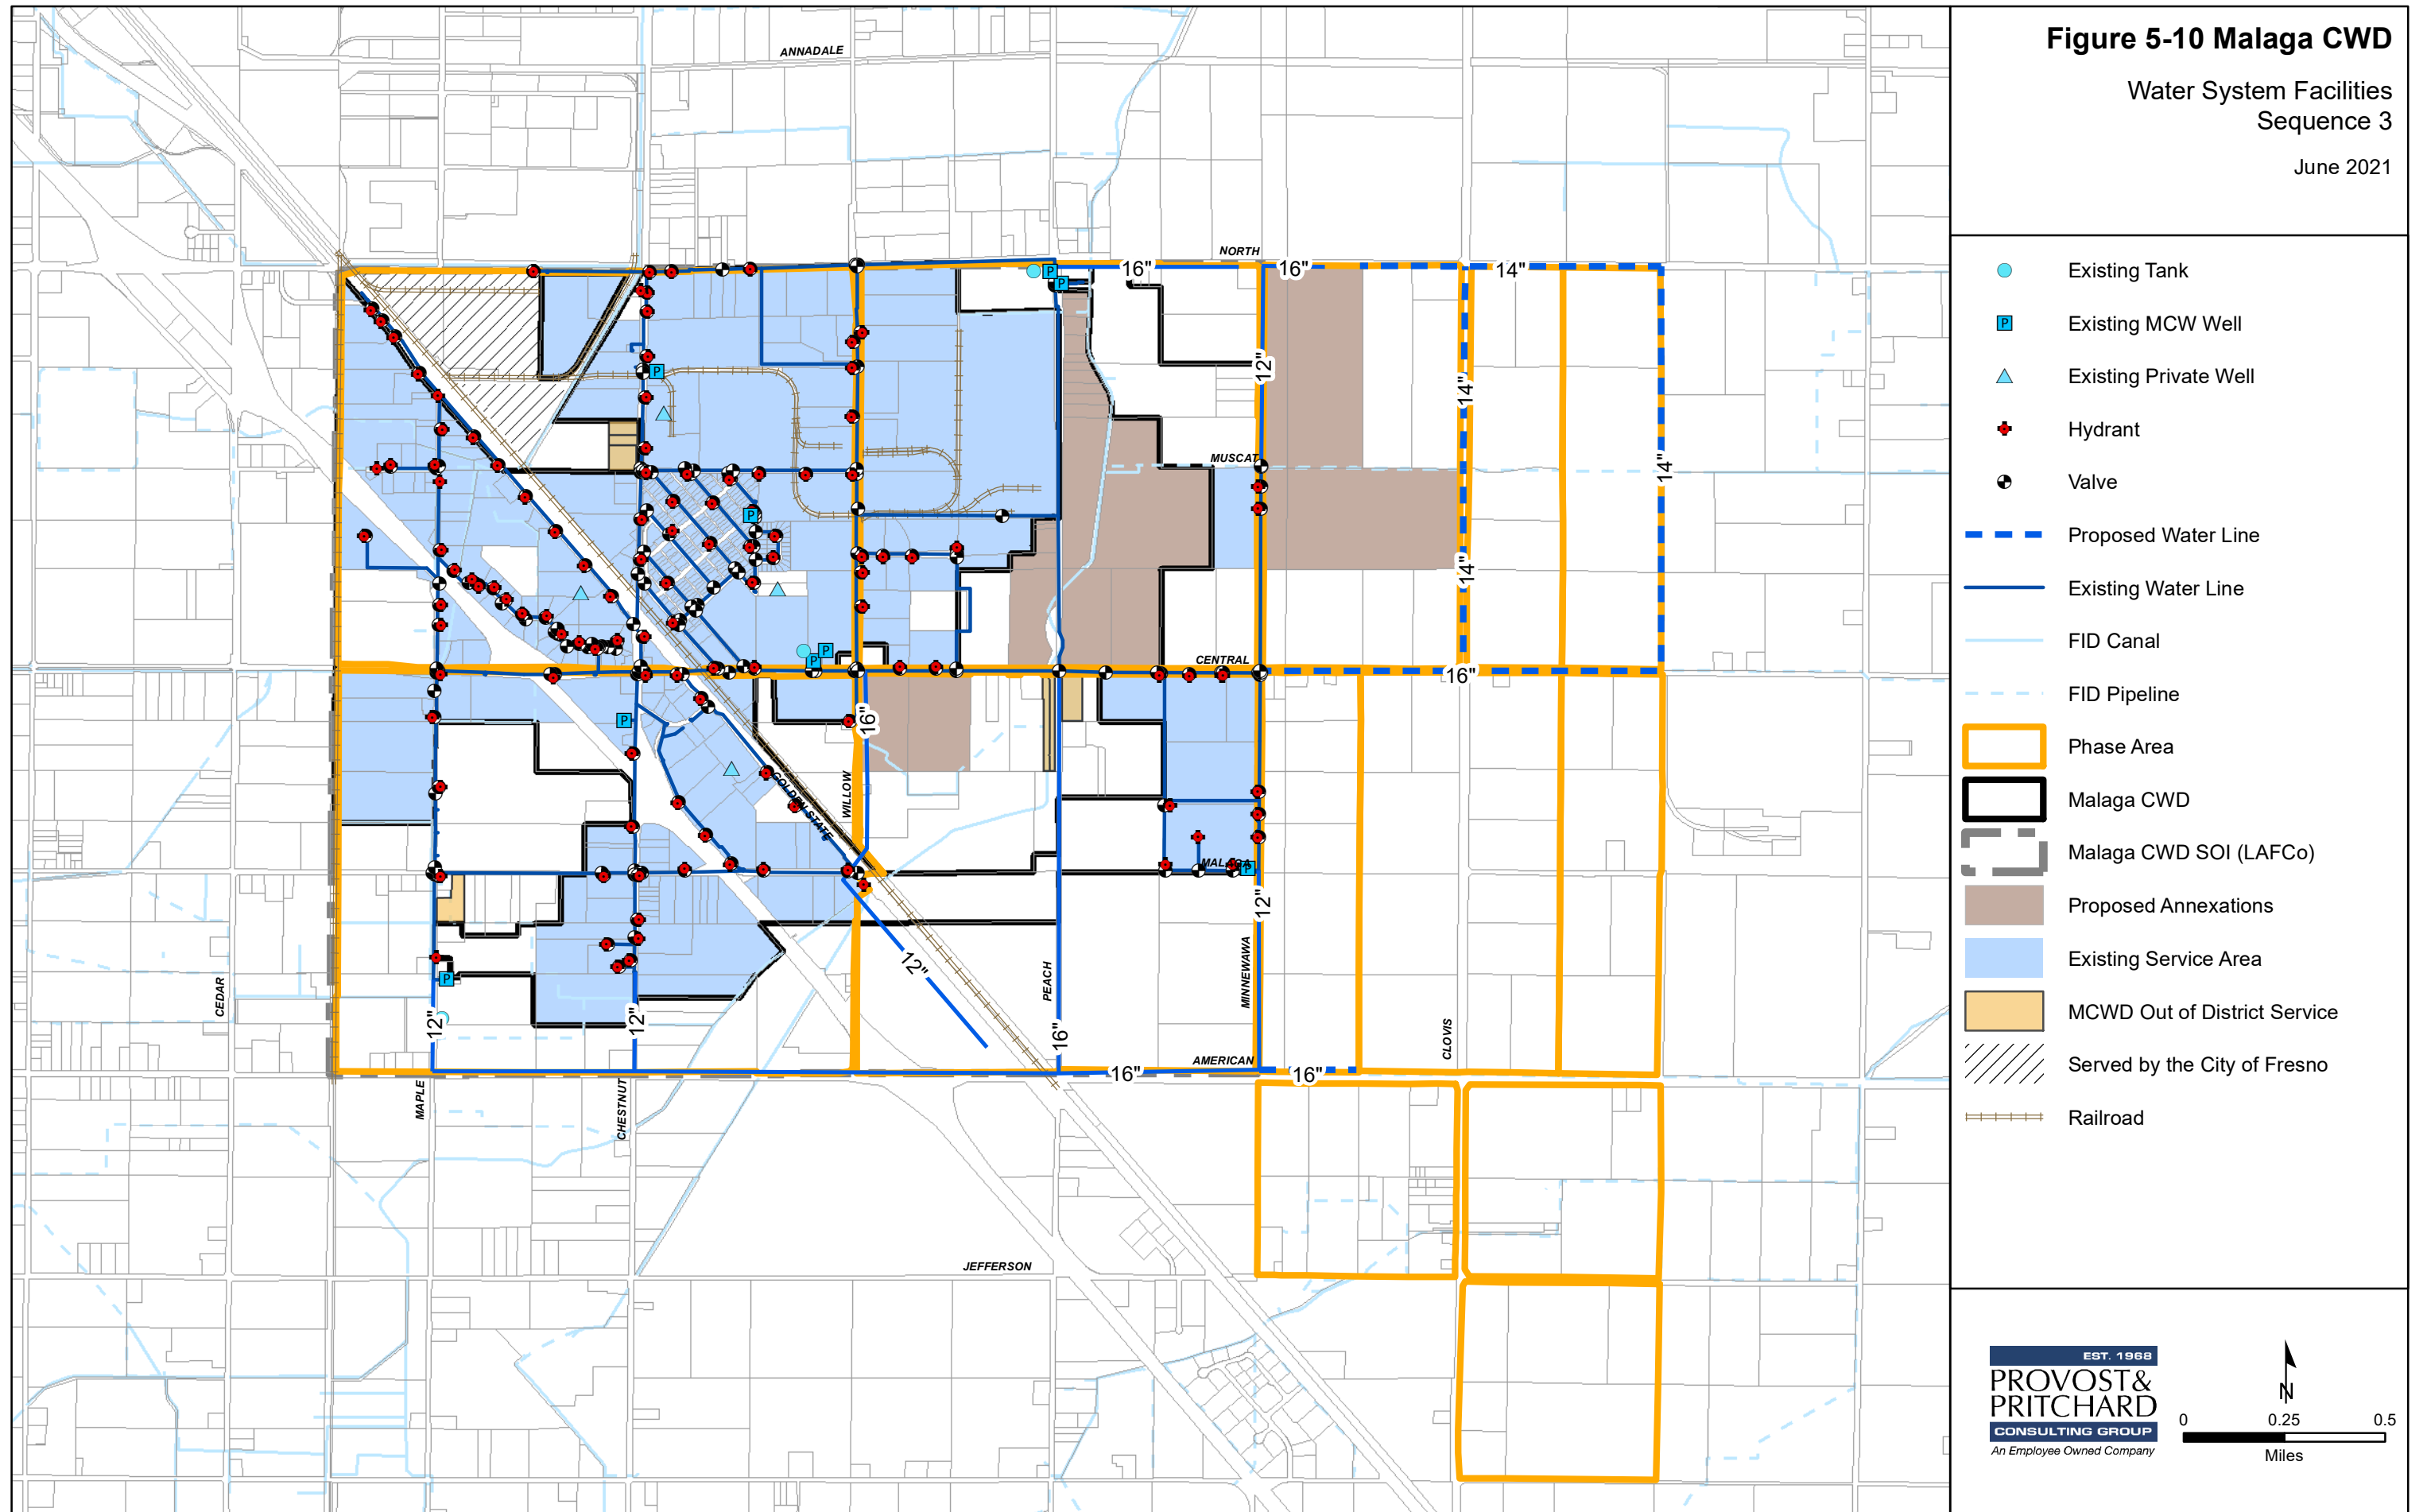 Figure 5-10 Malaga CWD
Water System Facilities
Sequence 3
June 2021
Existing Tank
P
Existing MCW Well
Existing Private Well
Hydrant
Valve
Proposed Water Line
Existing Water Line
FID Canal
FID Pipeline
Phase Area
Malaga CWD
Malaga CWD SOI (LAFCo)
Proposed Annexations
Existing Service Area
MCWD Out of District Service
Served by the City of Fresno
Railroad
EST. 1968
PROVOST&
PRITCHARD
CONSULTING GROUP
An Employee Owned Company
N
0 0.25 0.5
Miles
ANNADALE
NORTH
16"
16"
14"
P
P
12"
P
14"
MUSCAT
14"
P
14"
P
P
CENTRAL
16"
P
16"
WILLOW
GOLDEN STATE
MALAGA
P
12"
12"
P
CEDAR
PEACH
MINNEWAWA
12"
12"
16"
CLOVIS
AMERICAN
16"
16"
MAPLE
CHESTNUT
JEFFERSON